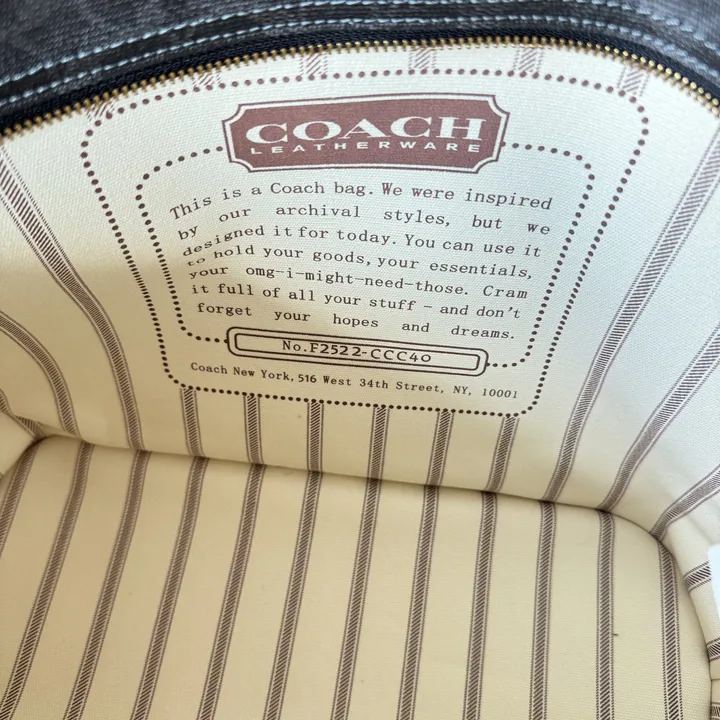 COACH
LEATHERWARE
This is a Coach bag. We were inspired
by our archival styles, but we
designed it for today. You can use it
to hold your goods, your essentials,
your omg-i-might-need-those. Cram
it full of all your stuff - and don't
forget your hopes and dreams.
No.F2522-CCC40
Coach New York, 516 West 34th Street, NY, 10001